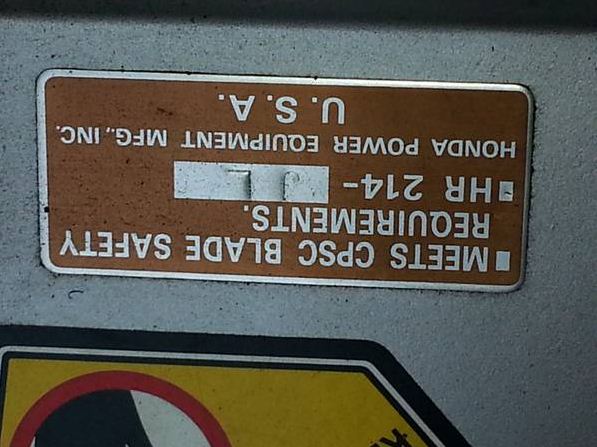 ■ MEETS CPSC BLADE SAFETY
REQUIREMENTS.
■ HR 214-
HONDA POWER EQUIPMENT MFG., INC.
U. S. A.